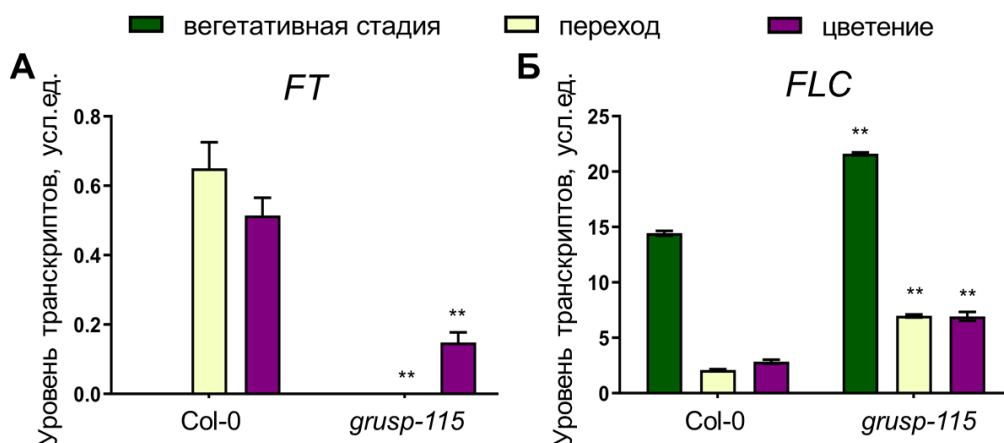 вегетативная стадия переход цветение
А
FT
Уровень транскриптов, усл.ед.
0.8
0.6
0.4
0.2
0.0
**
**
Col-0 grusp-115
Б
FLC
Уровень транскриптов, усл.ед.
25
20
15
10
5
0
**
**
**
Col-0 grusp-115